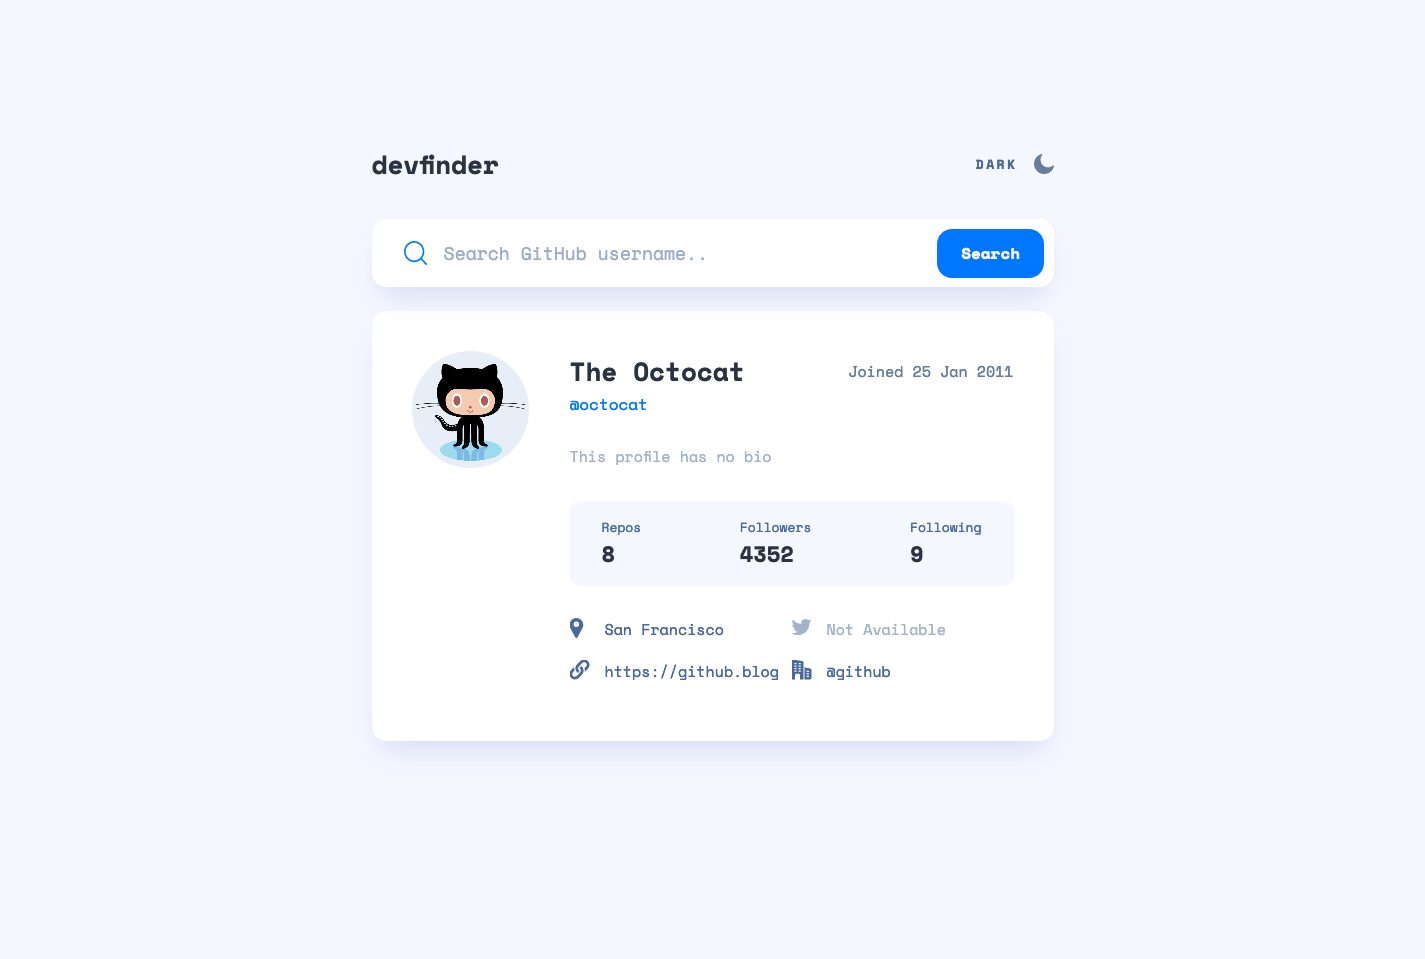 devfinder
DARK
Search GitHub username..
Search
The Octocat
Joined 25 Jan 2011
@octocat
This profile has no bio
Repos Followers Following
8 4352 9
San Francisco Not Available
https://github.blog @github